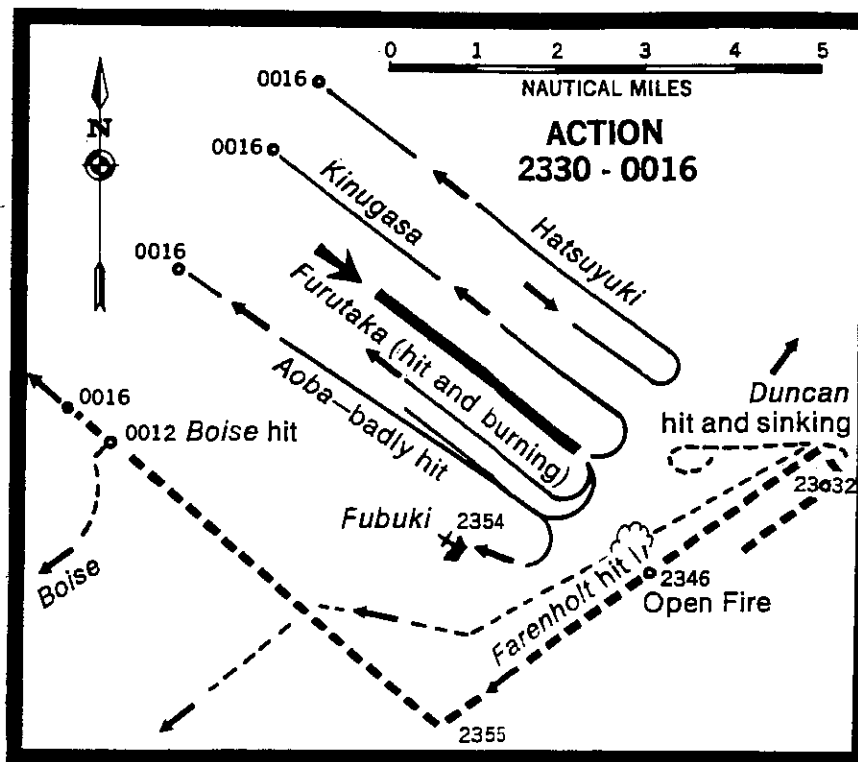 0 1 2 3 4 5
NAUTICAL MILES
ACTION
2330 - 0016
N
0016
0016
0016
Kinugasa
Hatsuyuki
Furutaka (hit and burning)
Aoba—badly hit
Duncan
hit and sinking
0016
0012 Boise hit
Boise
Fubuki
2354
Farenholt hit
2346
Open Fire
2355